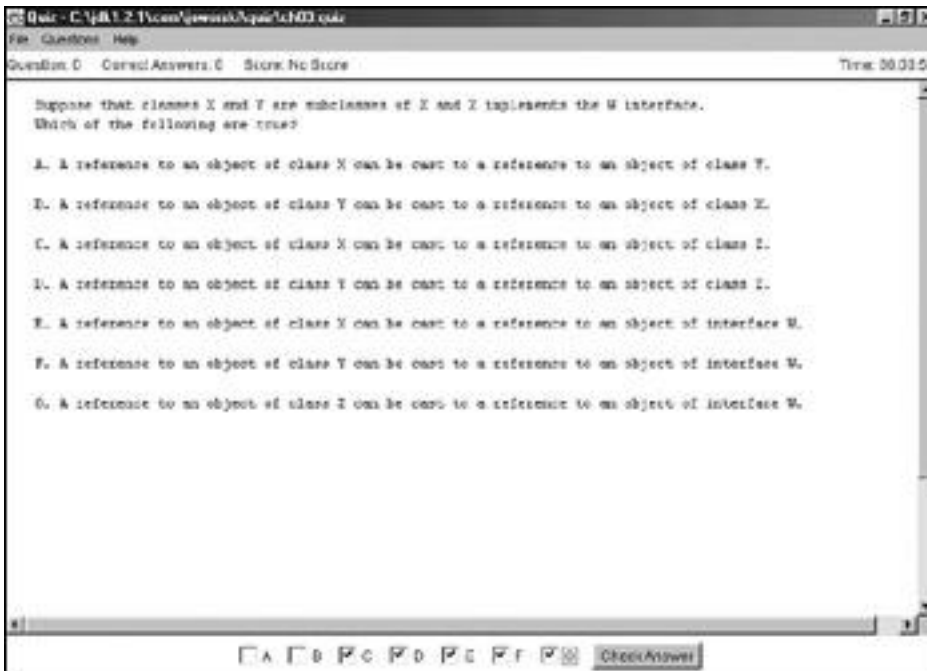 Quiz - C:\jdk1.2.1\com\jaworski\quiz\ch03.quiz
File Questions Help
Question: 0 Correct Answers: 0 Score: No Score Time: 00:00:5
Suppose that classes X and Y are subclasses of Z and Z implements the W interface.
Which of the following are true?
A. A reference to an object of class X can be cast to a reference to an object of class Y.
B. A reference to an object of class Y can be cast to a reference to an object of class X.
C. A reference to an object of class X can be cast to a reference to an object of class Z.
D. A reference to an object of class Y can be cast to a reference to an object of class Z.
E. A reference to an object of class X can be cast to a reference to an object of interface W.
F. A reference to an object of class Y can be cast to a reference to an object of interface W.
G. A reference to an object of class Z can be cast to a reference to an object of interface W.
A B C D E F G Check Answer